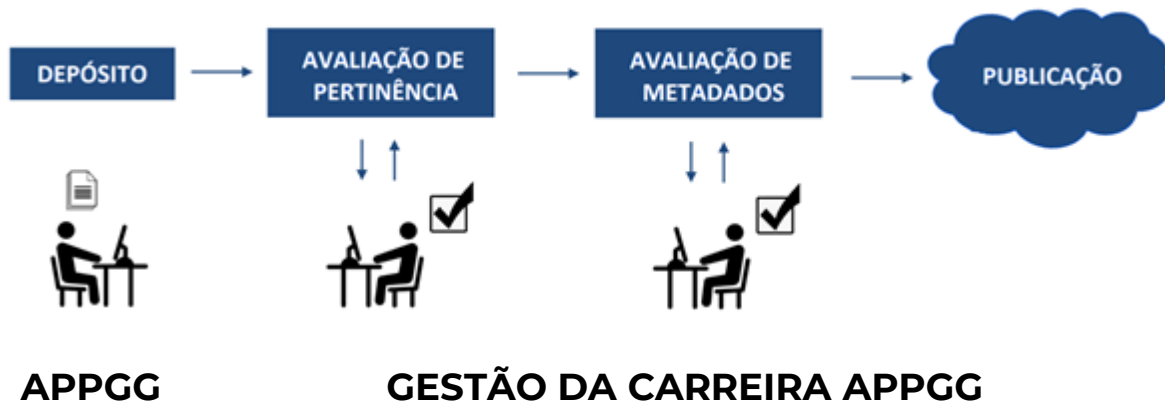 DEPÓSITO
AVALIAÇÃO DE
PERTINÊNCIA
AVALIAÇÃO DE
METADADOS
PUBLICAÇÃO
APPGG
GESTÃO DA CARREIRA APPGG